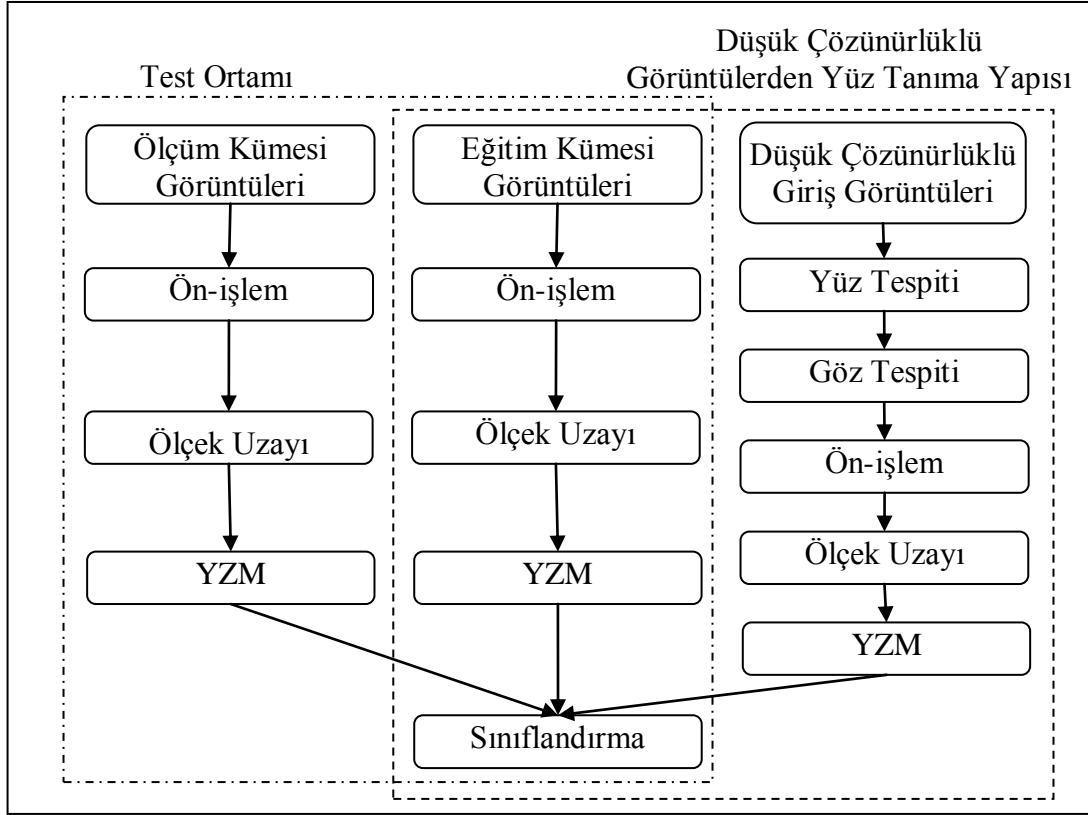 Test Ortamı
Düşük Çözünürlüklü
Görüntülerden Yüz Tanıma Yapısı
Ölçüm Kümesi
Görüntüleri
Ön-işlem
Ölçek Uzayı
YZM
Eğitim Kümesi
Görüntüleri
Ön-işlem
Ölçek Uzayı
YZM
Düşük Çözünürlüklü
Giriş Görüntüleri
Yüz Tespiti
Göz Tespiti
Ön-işlem
Ölçek Uzayı
YZM
Sınıflandırma